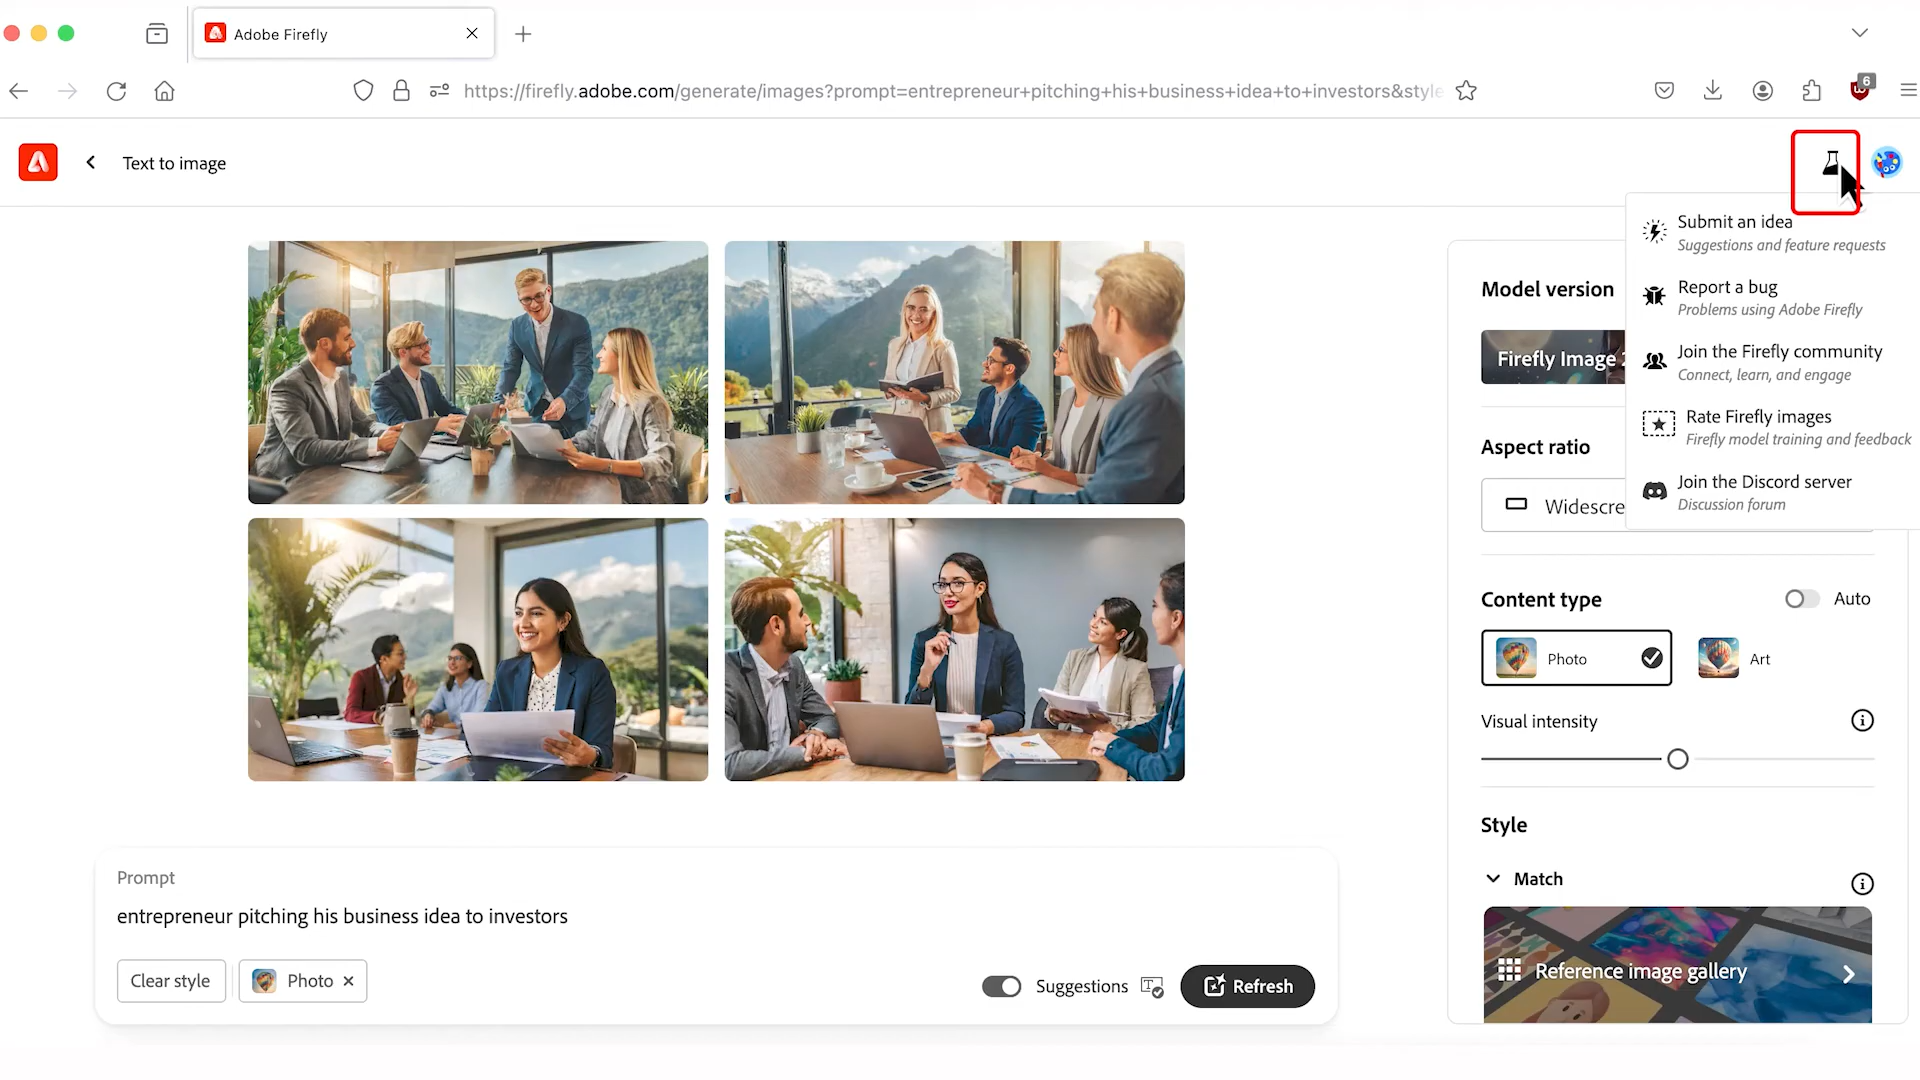 Adobe Firefly
https://firefly.adobe.com/generate/images?prompt=entrepreneur+pitching+his+business+idea+to+investors&style
6
Text to image
Submit an idea
Suggestions and feature requests
Report a bug
Problems using Adobe Firefly
Join the Firefly community
Connect, learn, and engage
Rate Firefly images
Firefly model training and feedback
Join the Discord server
Discussion forum
Model version
Firefly Image
Aspect ratio
Widescre
Content type
Auto
Photo
Art
Visual intensity
Style
Match
Reference image gallery
Prompt
entrepreneur pitching his business idea to investors
Clear style
Photo
Suggestions
Refresh